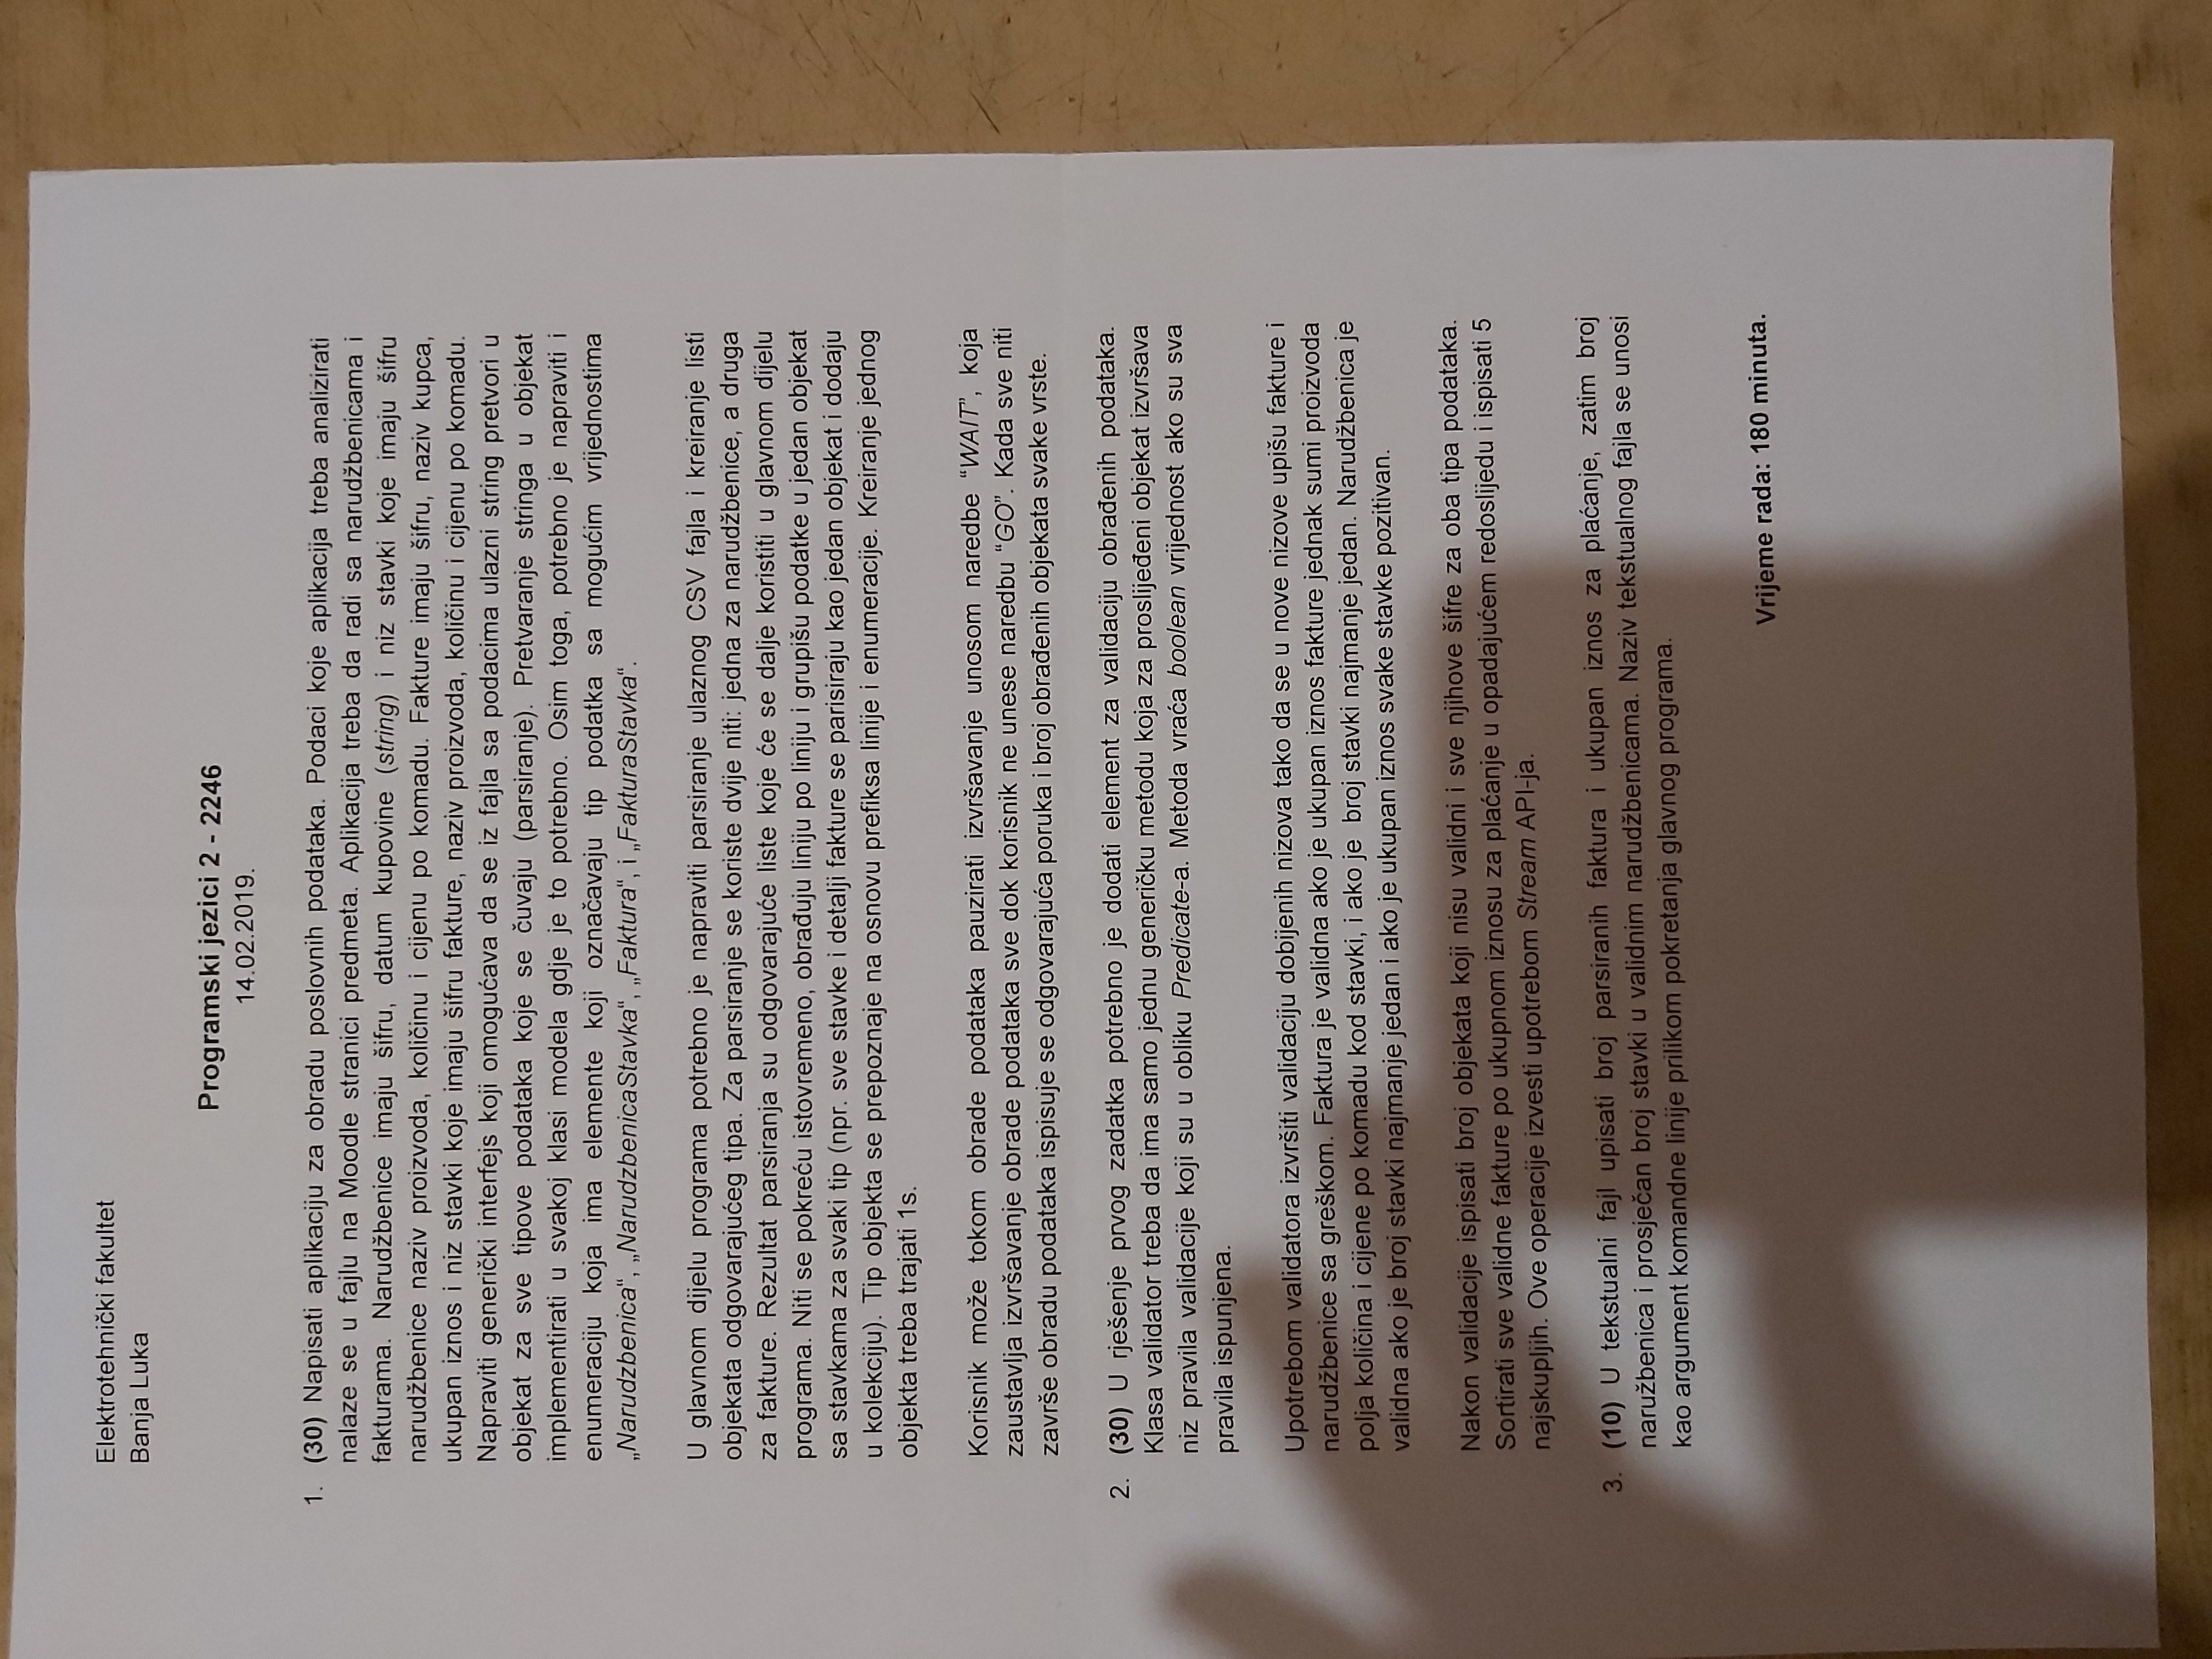 Elektrotehnički fakultet
Banja Luka
Programski jezici 2 - 2246
14.02.2019.
1. (30) Napisati aplikaciju za obradu poslovnih podataka. Podaci koje aplikacija treba analizirati
nalaze se u fajlu na Moodle stranici predmeta. Aplikacija treba da radi sa narudžbenicama i
fakturama. Narudžbenice imaju šifru, datum kupovine (string) i niz stavki koje imaju šifru
narudžbenice naziv proizvoda, količinu i cijenu po komadu. Fakture imaju šifru, naziv kupca,
ukupan iznos i niz stavki koje imaju šifru fakture, naziv proizvoda, količinu i cijenu po komadu.
Napraviti generički interfejs koji omogućava da se iz fajla sa podacima ulazni string pretvori u
objekat za sve tipove podataka koje se čuvaju (parsiranje). Pretvaranje stringa u objekat
implementirati u svakoj klasi modela gdje je to potrebno. Osim toga, potrebno je napraviti i
enumeraciju koja ima elemente koji označavaju tip podatka sa mogućim vrijednostima
„Narudzbenica“, „NarudzbenicaStavka“, „Faktura“, i „FakturaStavka“.
U glavnom dijelu programa potrebno je napraviti parsiranje ulaznog CSV fajla i kreiranje listi
objekata odgovarajućeg tipa. Za parsiranje se koriste dvije niti: jedna za narudžbenice, a druga
za fakture. Rezultat parsiranja su odgovarajuće liste koje će se dalje koristiti u glavnom dijelu
programa. Niti se pokreću istovremeno, obrađuju liniju po liniju i grupišu podatke u jedan objekat
sa stavkama za svaki tip (npr. sve stavke i detalji fakture se parisiraju kao jedan objekat i dodaju
u kolekciju). Tip objekta se prepoznaje na osnovu prefiksa linije i enumeracije. Kreiranje jednog
objekta treba trajati 1s.
Korisnik može tokom obrade podataka pauzirati izvršavanje unosom naredbe “WAIT”, koja
zaustavlja izvršavanje obrade podataka sve dok korisnik ne unese naredbu “GO”. Kada sve niti
završe obradu podataka ispisuje se odgovarajuća poruka i broj obrađenih objekata svake vrste.
2. (30) U rješenje prvog zadatka potrebno je dodati element za validaciju obrađenih podataka.
Klasa validator treba da ima samo jednu generičku metodu koja za proslijeđeni objekat izvršava
niz pravila validacije koji su u obliku Predicate-a. Metoda vraća boolean vrijednost ako su sva
pravila ispunjena.
Upotrebom validatora izvršiti validaciju dobijenih nizova tako da se u nove nizove upišu fakture i
narudžbenice sa greškom. Faktura je validna ako je ukupan iznos fakture jednak sumi proizvoda
polja količina i cijene po komadu kod stavki, i ako je broj stavki najmanje jedan. Narudžbenica je
validna ako je broj stavki najmanje jedan i ako je ukupan iznos svake stavke pozitivan.
Nakon validacije ispisati broj objekata koji nisu validni i sve njihove šifre za oba tipa podataka.
Sortirati sve validne fakture po ukupnom iznosu za plaćanje u opadajućem redoslijedu i ispisati 5
najskupljih. Ove operacije izvesti upotrebom Stream API-ja.
3. (10) U tekstualni fajl upisati broj parsiranih faktura i ukupan iznos za plaćanje, zatim broj
naružbenica i prosječan broj stavki u validnim narudžbenicama. Naziv tekstualnog fajla se unosi
kao argument komandne linije prilikom pokretanja glavnog programa.
Vrijeme rada: 180 minuta.